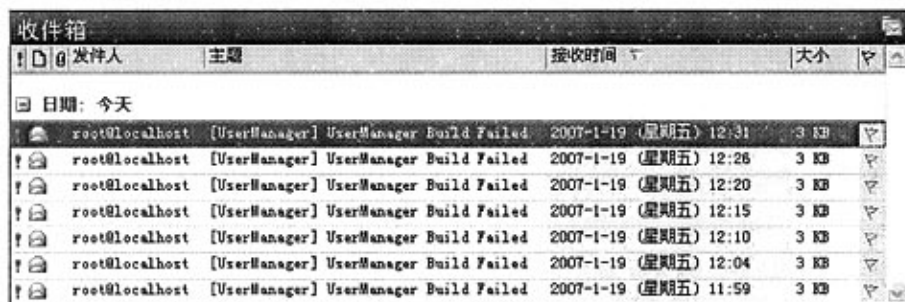 收件箱
! 发件人 主题 接收时间 大小
日期: 今天
root@localhost [UserManager] UserManager Build Failed 2007-1-19 (星期五) 12:31 3 KB
! root@localhost [UserManager] UserManager Build Failed 2007-1-19 (星期五) 12:26 3 KB
! root@localhost [UserManager] UserManager Build Failed 2007-1-19 (星期五) 12:20 3 KB
! root@localhost [UserManager] UserManager Build Failed 2007-1-19 (星期五) 12:15 3 KB
! root@localhost [UserManager] UserManager Build Failed 2007-1-19 (星期五) 12:10 3 KB
! root@localhost [UserManager] UserManager Build Failed 2007-1-19 (星期五) 12:04 3 KB
! root@localhost [UserManager] UserManager Build Failed 2007-1-19 (星期五) 11:59 3 KB